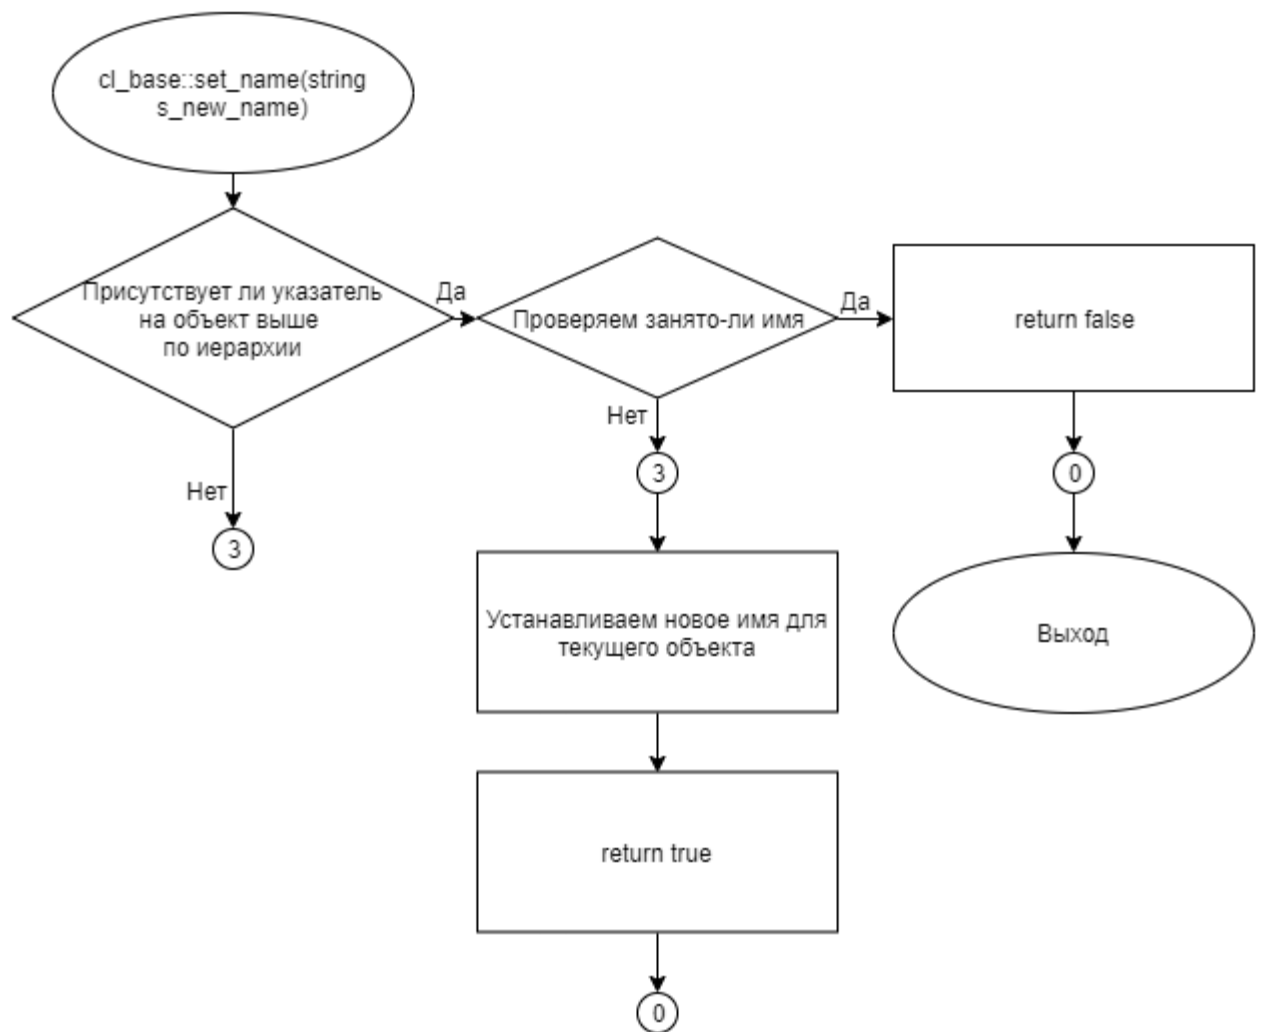 cl_base::set_name(string
s_new_name)
Присутствует ли указатель
на объект выше
по иерархии
Да
Проверяем занято-ли имя
Да
return false
Нет
Нет
3
3
0
Устанавливаем новое имя для
текущего объекта
Выход
return true
0